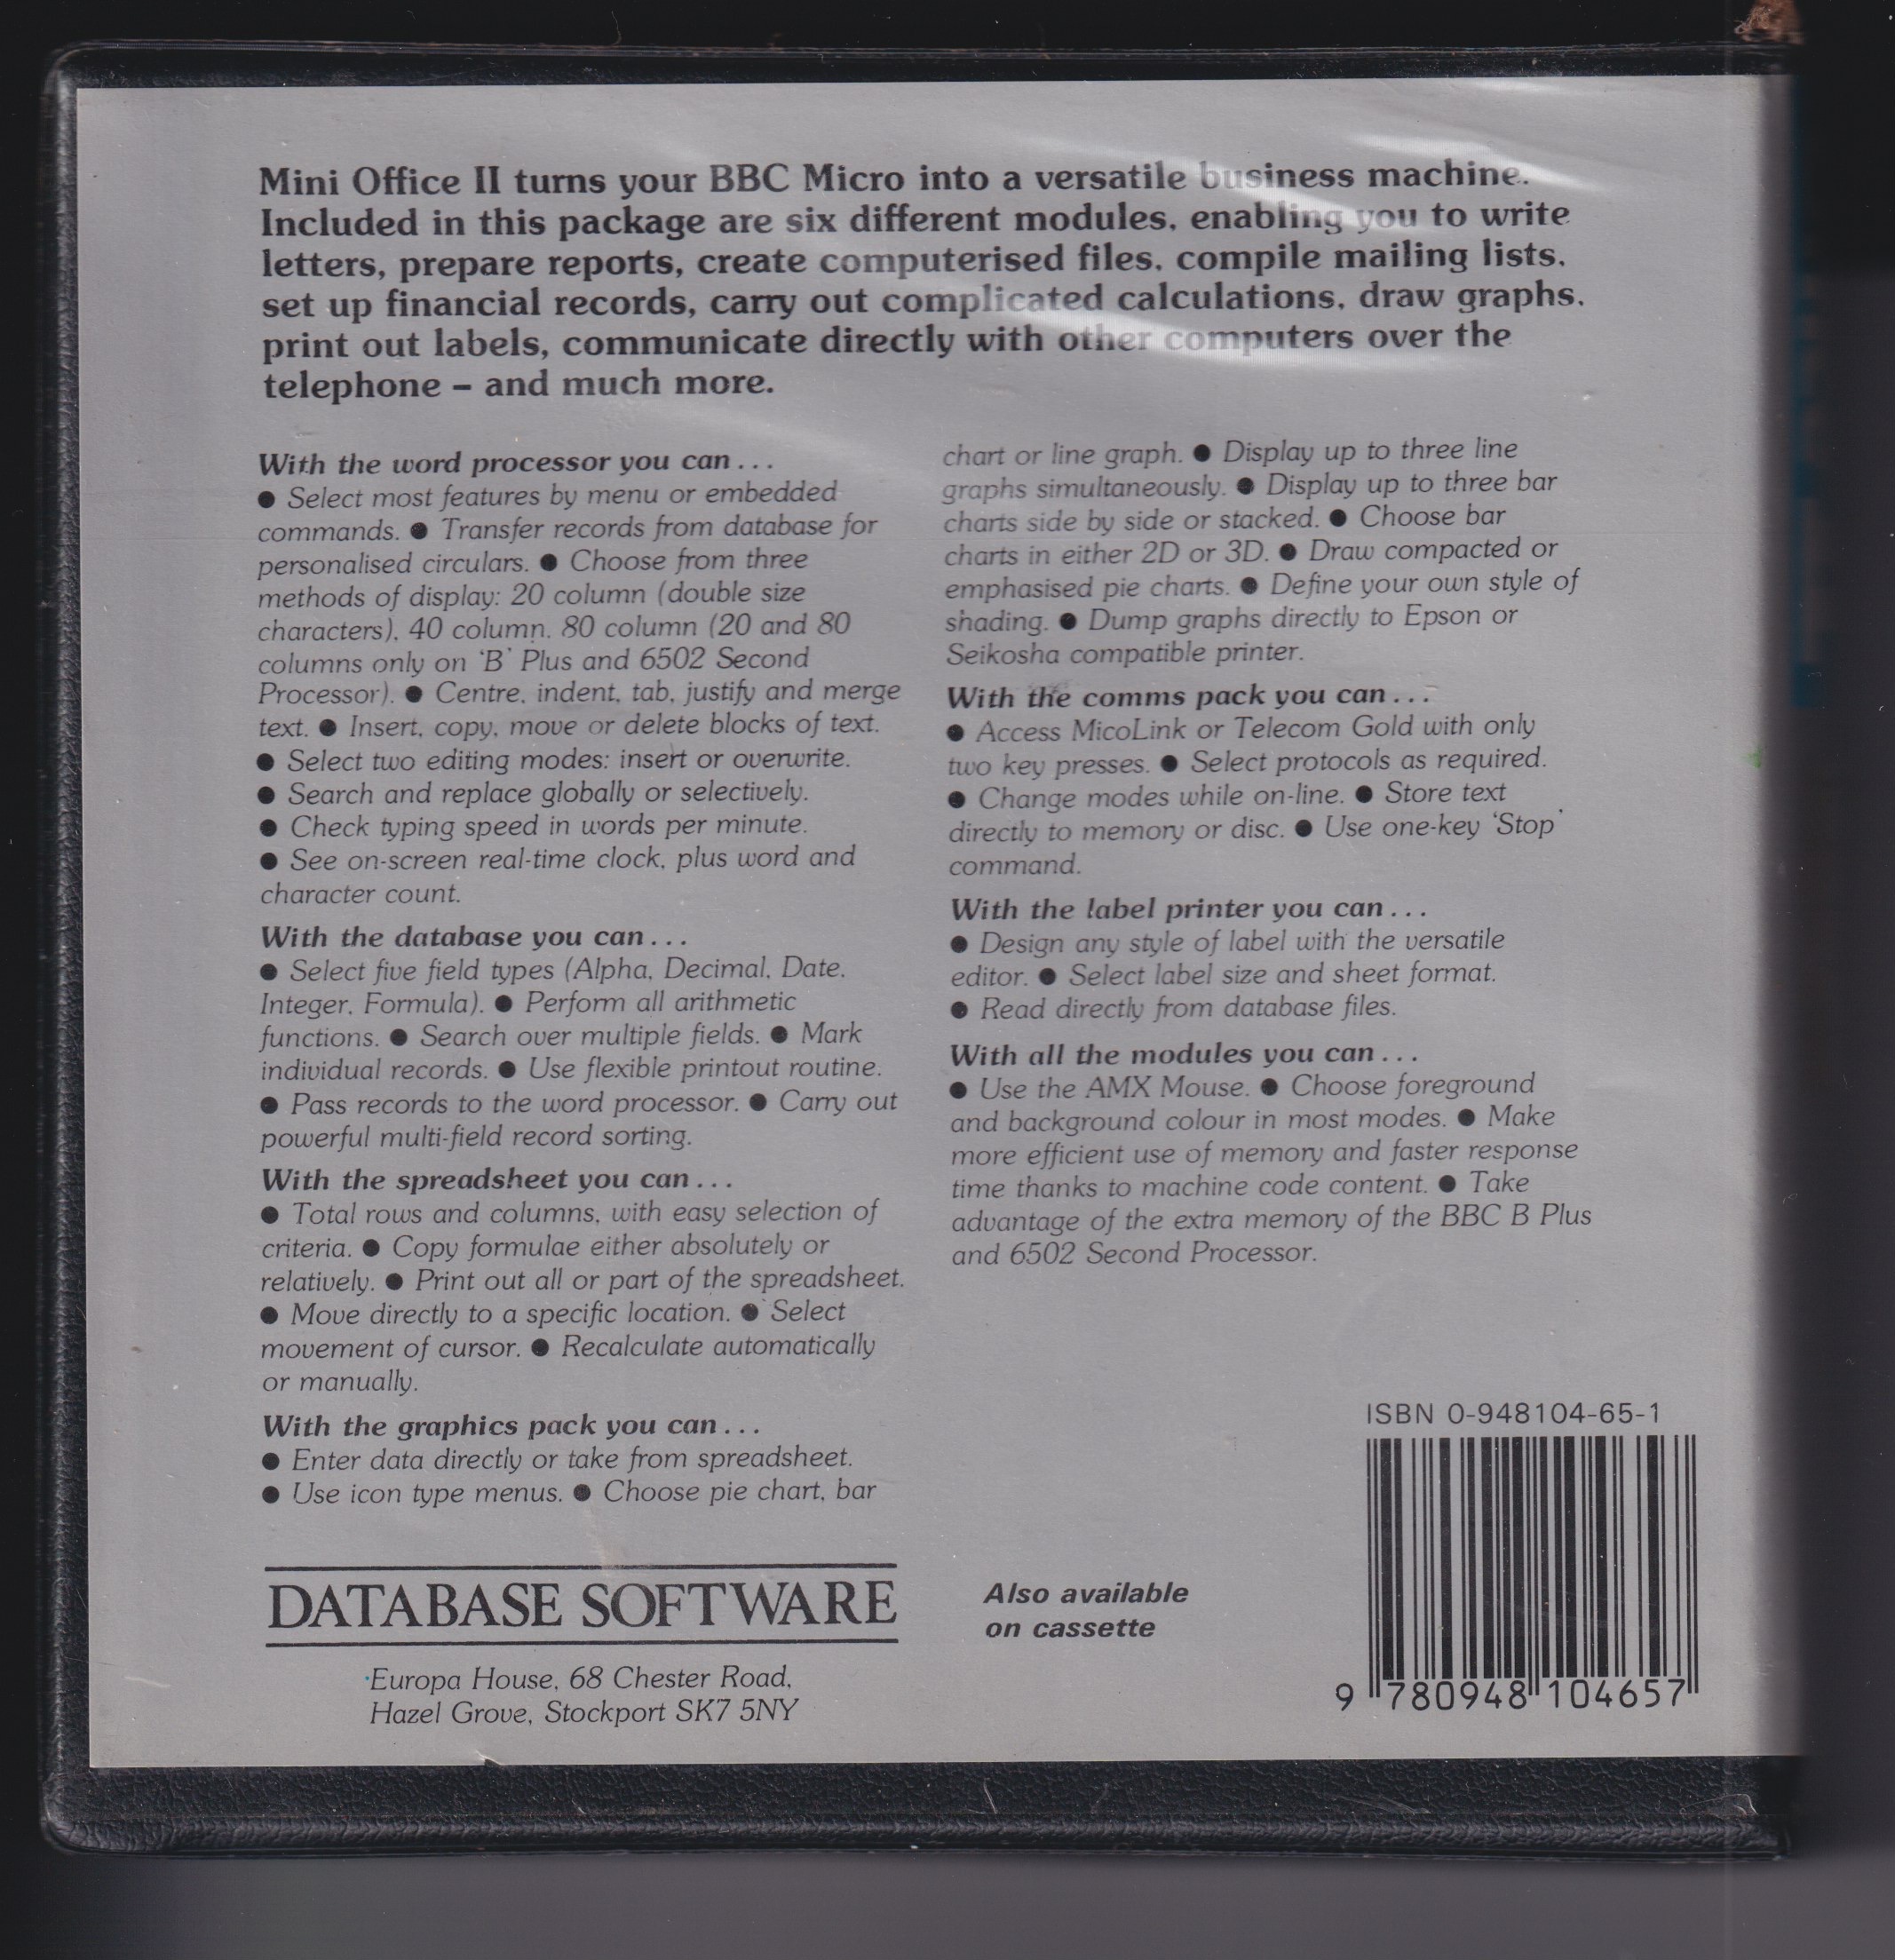 Mini Office II turns your BBC Micro into a versatile business machine.
Included in this package are six different modules, enabling you to write
letters, prepare reports, create computerised files, compile mailing lists,
set up financial records, carry out complicated calculations, draw graphs,
print out labels, communicate directly with other computers over the
telephone – and much more.
With the word processor you can...
● Select most features by menu or embedded
commands. ● Transfer records from database for
personalised circulars. ● Choose from three
methods of display: 20 column (double size
characters), 40 column, 80 column (20 and 80
columns only on 'B' Plus and 6502 Second
Processor). ● Centre, indent, tab, justify and merge
text. ● Insert, copy, move or delete blocks of text.
● Select two editing modes: insert or overwrite.
● Search and replace globally or selectively.
● Check typing speed in words per minute.
● See on-screen real-time clock, plus word and
character count.
With the database you can...
● Select five field types (Alpha, Decimal, Date,
Integer, Formula). ● Perform all arithmetic
functions. ● Search over multiple fields. ● Mark
individual records. ● Use flexible printout routine.
● Pass records to the word processor. ● Carry out
powerful multi-field record sorting.
With the spreadsheet you can...
● Total rows and columns, with easy selection of
criteria. ● Copy formulae either absolutely or
relatively. ● Print out all or part of the spreadsheet.
● Move directly to a specific location. ● Select
movement of cursor. ● Recalculate automatically
or manually.
With the graphics pack you can...
● Enter data directly or take from spreadsheet.
● Use icon type menus. ● Choose pie chart, bar
chart or line graph. ● Display up to three line
graphs simultaneously. ● Display up to three bar
charts side by side or stacked. ● Choose bar
charts in either 2D or 3D. ● Draw compacted or
emphasised pie charts. ● Define your own style of
shading. ● Dump graphs directly to Epson or
Seikosha compatible printer.
With the comms pack you can...
● Access MicoLink or Telecom Gold with only
two key presses. ● Select protocols as required.
● Change modes while on-line. ● Store text
directly to memory or disc. ● Use one-key 'Stop'
command.
With the label printer you can...
● Design any style of label with the versatile
editor. ● Select label size and sheet format.
● Read directly from database files.
With all the modules you can...
● Use the AMX Mouse. ● Choose foreground
and background colour in most modes. ● Make
more efficient use of memory and faster response
time thanks to machine code content. ● Take
advantage of the extra memory of the BBC B Plus
and 6502 Second Processor.
DATABASE SOFTWARE
Europa House, 68 Chester Road,
Hazel Grove, Stockport SK7 5NY
Also available
on cassette
ISBN 0-948104-65-1
9 780948 104657